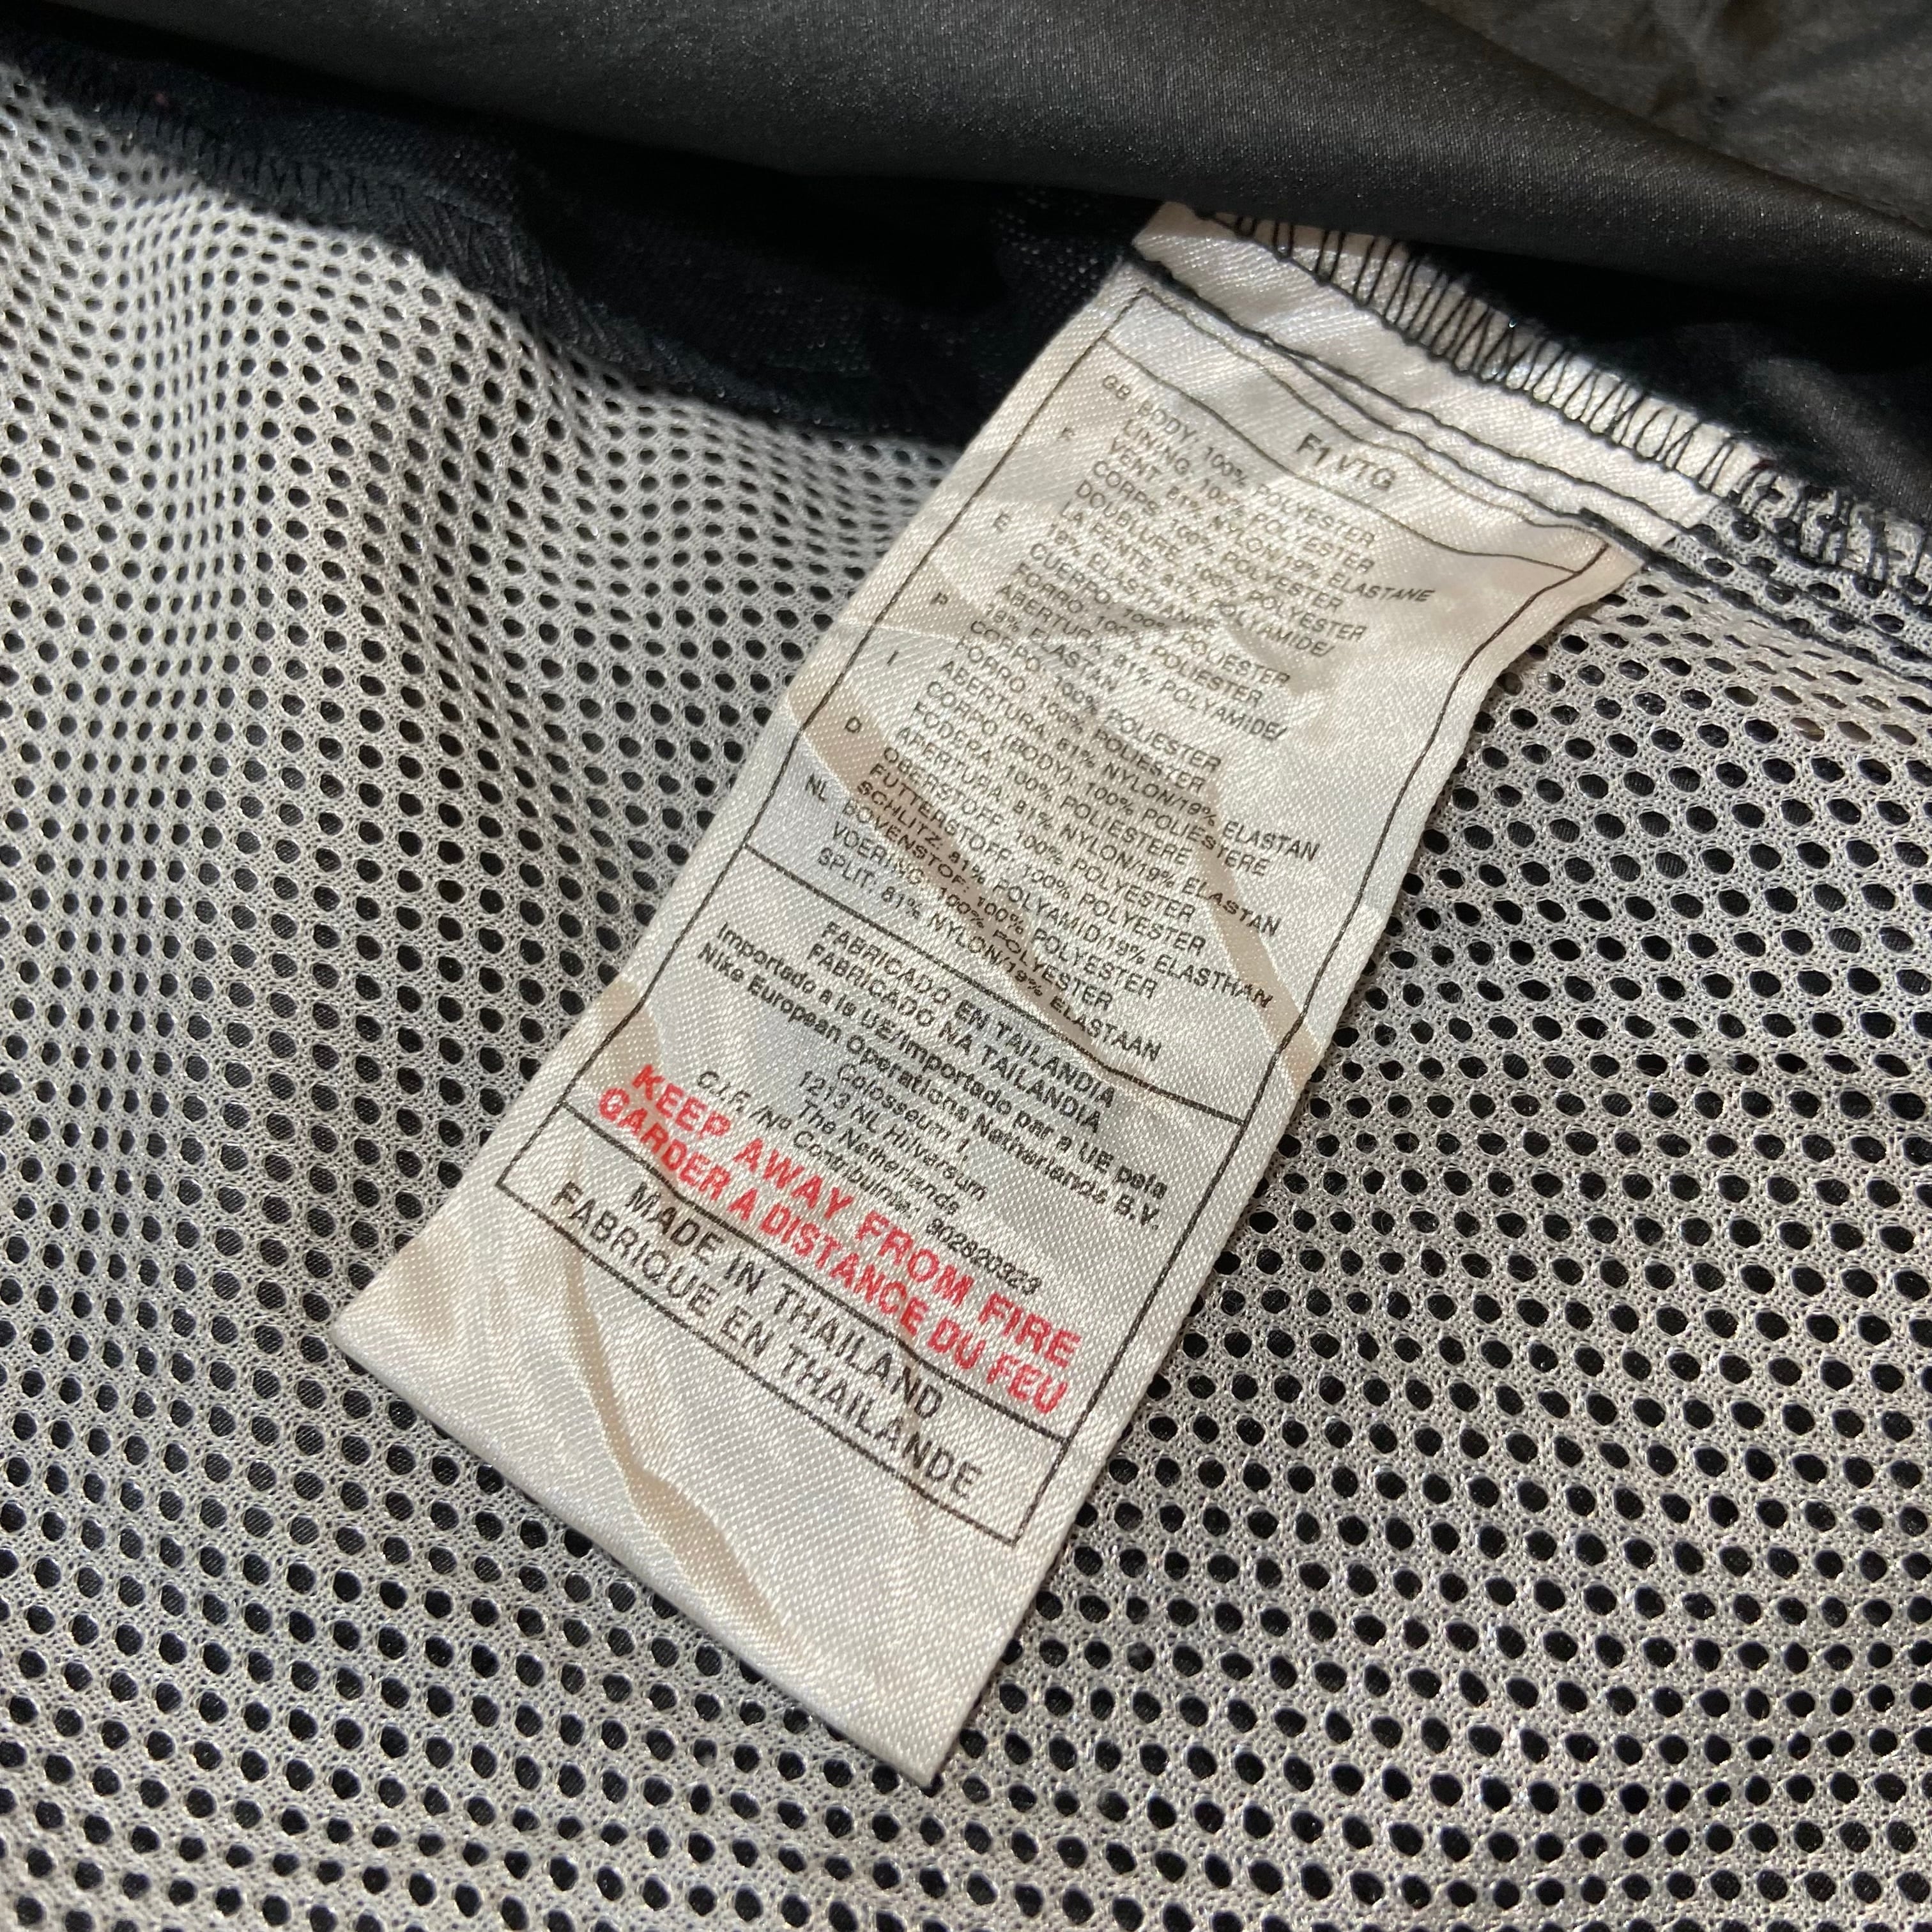 F1 VTG
GB BODY: 100% POLYESTER
LINING: 100% POLYESTER
VENT: 81% NYLON/19% ELASTANE
F CORPS: 100% POLYESTER
DOUBLURE: 100% POLYESTER
LA FENTE: 81% POLYAMIDE/
19% ELASTHANNE
E CUERPO: 100% POLIESTER
FORRO: 100% POLIESTER
ABERTURA: 81% POLYAMIDE/
19% ELASTAN
P CORPO: 100% POLIESTER
FORRO: 100% POLIESTER
ABERTURA: 81% NYLON/19% ELASTAN
I CORPO (BODY): 100% POLIESTERE
FODERA: 100% POLIESTERE
APERTURA: 81% NYLON/19% ELASTAN
D OBERSTOFF: 100% POLYESTER
FUTTERSTOFF: 100% POLYESTER
SCHLITZ: 81% POLYAMID/19% ELASTHAN
NL BOVENSTOF: 100% POLYESTER
VOERING: 100% POLYESTER
SPLIT: 81% NYLON/19% ELASTAAN
FABRICADO EN TAILANDIA
FABRICADO NA TAILANDIA
Importado a la UE/Importado par a UE pela
Nike European Operations Netherlands B.V.
Colosseum 1,
1213 NL Hilversum
The Netherlands
C.I.F./Nº Contribuinte: 902820323
KEEP AWAY FROM FIRE
GARDER A DISTANCE DU FEU
MADE IN THAILAND
FABRIQUE EN THAILANDE